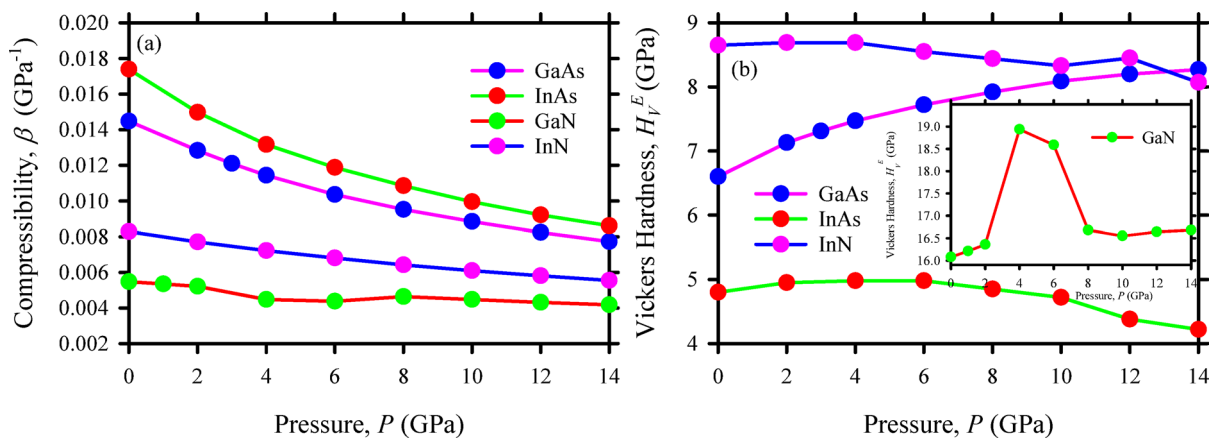 0.020
0.018
0.016
0.014
0.012
0.010
0.008
0.006
0.004
0.002
Compressibility, β (GPa-1)
(a)
GaAs
InAs
GaN
InN
0 2 4 6 8 10 12 14
Pressure, P (GPa)
9
8
7
6
5
4
Vickers Hardness, HVE (GPa)
(b)
GaAs
InAs
InN
19.0
18.5
18.0
17.5
17.0
16.5
16.0
Vickers Hardness, HVE (GPa)
GaN
0 2 4 6 8 10 12 14
Pressure, P (GPa)
0 2 4 6 8 10 12 14
Pressure, P (GPa)